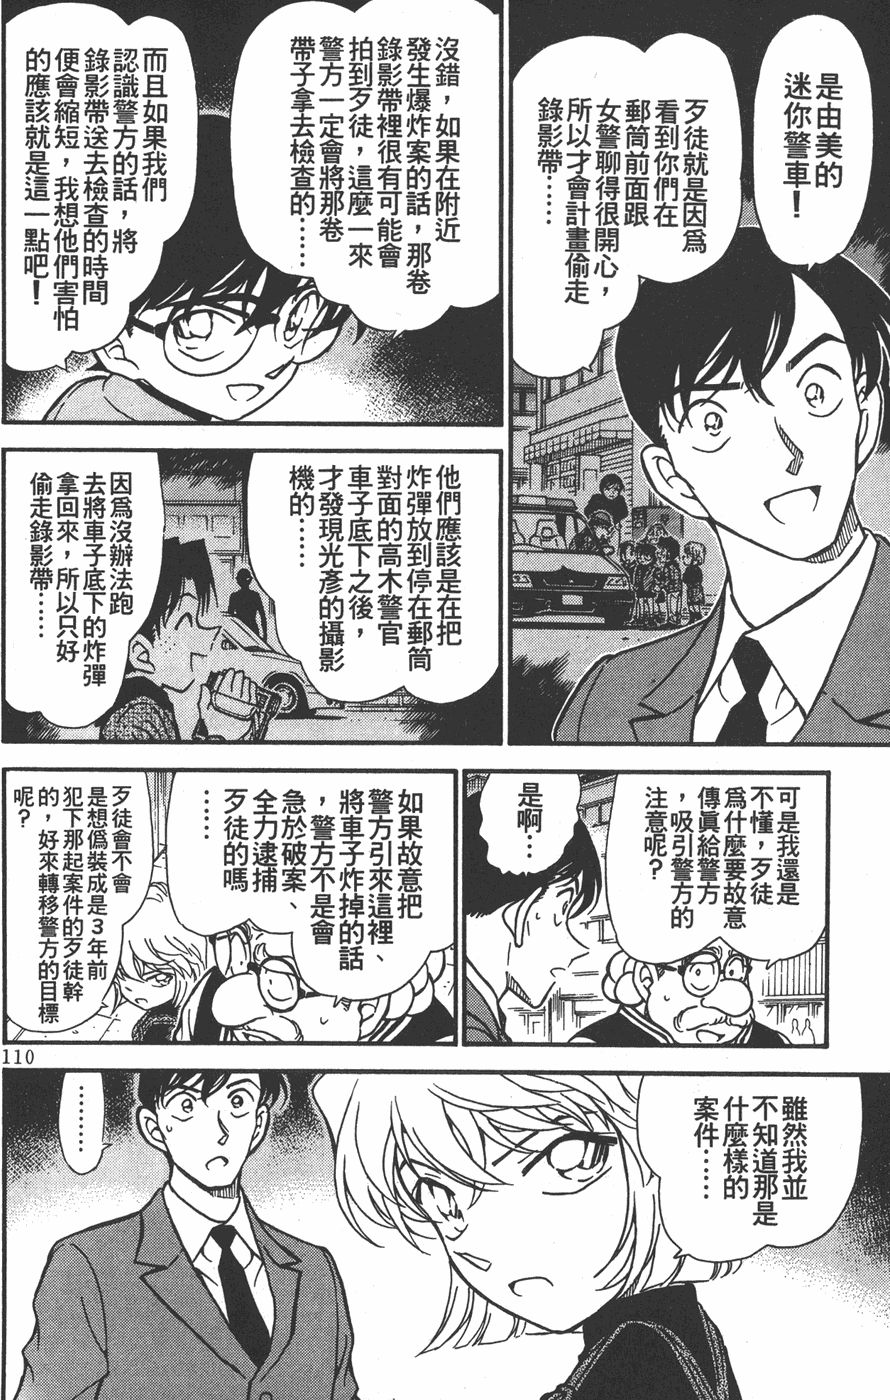 是由美的
迷你警車！
歹徒就是因為
看到你們在
郵筒前面跟
女警聊得很開心，
所以才會計畫偷走
錄影帶……
沒錯，如果在附近
發生爆炸案的話，那卷
錄影帶裡很有可能會
拍到歹徒，這麼一來
警方一定會將那卷
帶子拿去檢查的……
而且如果我們
認識警方的話，將
錄影帶送去檢查的時間
便會縮短，我想他們害怕
的應該就是這一點吧！
他們應該是在把
炸彈放到停在郵筒
對面的高木警官
車子底下之後，
才發現光彥的攝影
機的……
因為沒辦法跑
去將車子底下的炸彈
拿回來，所以只好
偷走錄影帶……
可是我還是
不懂，歹徒
為什麼要故意
傳真給警方
，吸引警方的
注意呢？
是啊…
如果故意把
警方引來這裡、
將車子炸掉的話
，警方不是會
急於破案、
全力逮捕
歹徒的嗎
……
歹徒會不會
是想偽裝成是3年前
犯下那起案件的歹徒幹
的，好來轉移警方的目標
呢？
110
雖然我並
不知道那是
什麼樣的
案件……
………